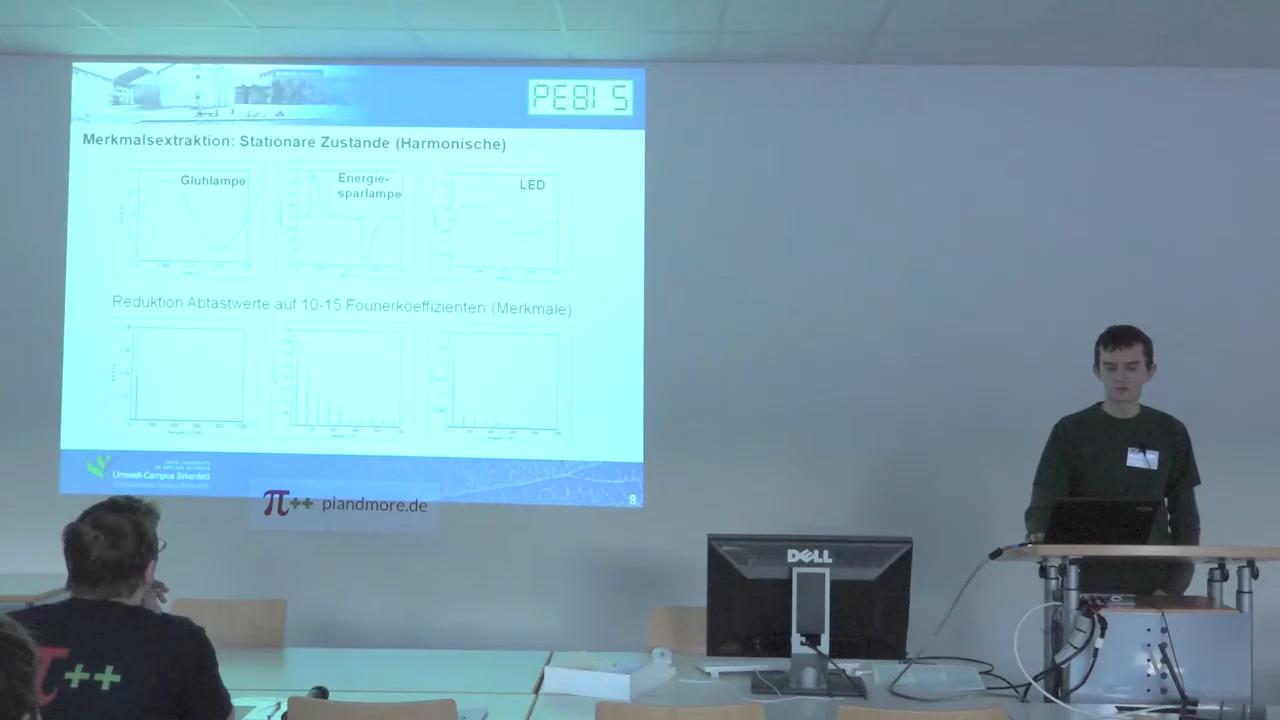 PEBIS
Merkmalsextraktion: Stationäre Zustände (Harmonische)
Glühlampe
Energie-
sparlampe
LED
Reduktion Abtastwerte auf 10-15 Fourierkoeffizienten (Merkmale)
Umwelt-Campus Birkenfeld
8
π++ piandmore.de
DELL
π++